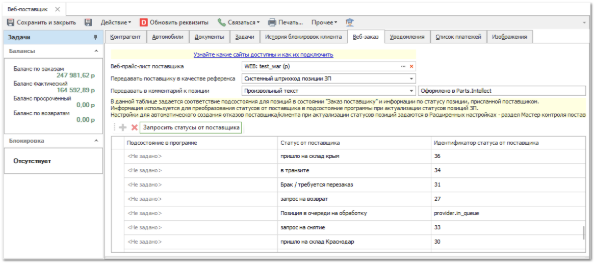 Веб-поставщик
Сохранить и закрыть Действие Обновить реквизиты Связаться Печать... Прочее
Задачи
Балансы
Баланс по заказам
247 981,62 р
Баланс фактический
164 592,89 р
Баланс просроченный
0,00 р
Баланс по возвратам
0,00 р
Блокировка
Отсутствует
Контрагент Автомобили Документы Задачи История блокировок клиента Веб-заказ Уведомления Список платежей Изображения
Узнайте какие сайты доступны и как их подключить
Веб-прайс-лист поставщика WEB: test_war (р)
Передавать поставщику в качестве референса Системный штрихкод позиции ЗП
Передавать в комментарий к позиции Произвольный текст Оформлено в Parts.Intellect
В данной таблице задается соответствие подсостояния для позиций в состоянии "Заказ поставщику" и информации по статусу позиции, присланной поставщиком.
Информация используется для преобразования статусов от поставщика в подсостояния программы при актуализации статусов позиций ЗП.
Настройки для автоматического создания отказов поставщика/клиента при актуализации статусов позиций задаются в Расширенных настройках - раздел Мастер контроля постав
Запросить статусы от поставщика
Подсостояние в программе Статус от поставщика Идентификатор статуса от поставщика
<Не задано> пришло на склад крым 36
<Не задано> в транзите 34
<Не задано> Брак / требуется перезаказ 31
<Не задано> запрос на возврат 27
<Не задано> Позиция в очереди на обработку provider.in_queue
<Не задано> запрос на снятие 33
<Не задано> пришло на склад Краснодар 30